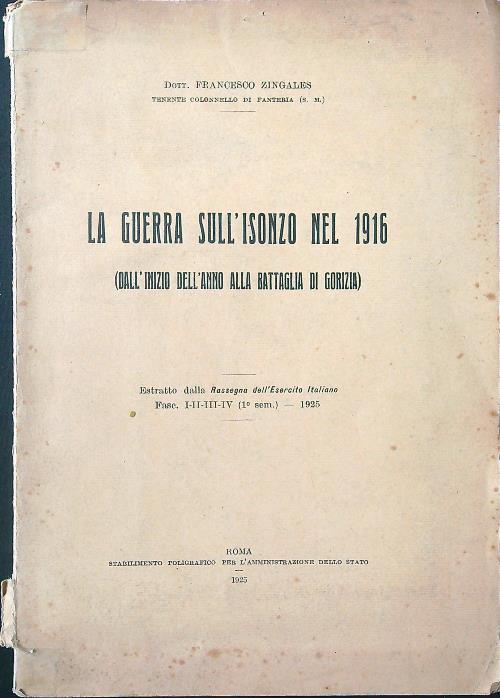 Dott. FRANCESCO ZINGALES
TENENTE COLONNELLO DI FANTERIA (S. M.)
LA GUERRA SULL'ISONZO NEL 1916
(DALL'INIZIO DELL'ANNO ALLA BATTAGLIA DI GORIZIA)
Estratto dalla Rassegna dell'Esercito Italiano
Fasc. I-II-III-IV (1º sem.) — 1925
ROMA
STABILIMENTO POLIGRAFICO PER L'AMMINISTRAZIONE DELLO STATO
1925